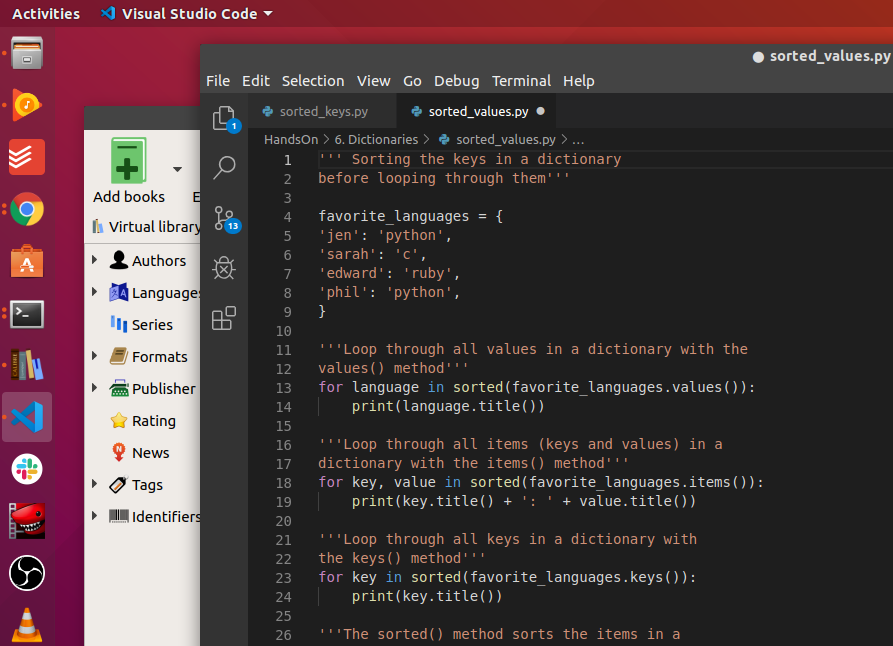 Activities Visual Studio Code
sorted_values.py
File Edit Selection View Go Debug Terminal Help
sorted_keys.py sorted_values.py
HandsOn > 6. Dictionaries > sorted_values.py > ...
1 ''' Sorting the keys in a dictionary
2 before looping through them'''
3
4 favorite_languages = {
5 'jen': 'python',
6 'sarah': 'c',
7 'edward': 'ruby',
8 'phil': 'python',
9 }
10
11 '''Loop through all values in a dictionary with the
12 values() method'''
13 for language in sorted(favorite_languages.values()):
14     print(language.title())
15
16 '''Loop through all items (keys and values) in a
17 dictionary with the items() method'''
18 for key, value in sorted(favorite_languages.items()):
19     print(key.title() + ': ' + value.title())
20
21 '''Loop through all keys in a dictionary with
22 the keys() method'''
23 for key in sorted(favorite_languages.keys()):
24     print(key.title())
25
26 '''The sorted() method sorts the items in a
1
13
Add books E
Virtual library
Authors
Languages
Series
Formats
Publisher
Rating
News
Tags
Identifiers